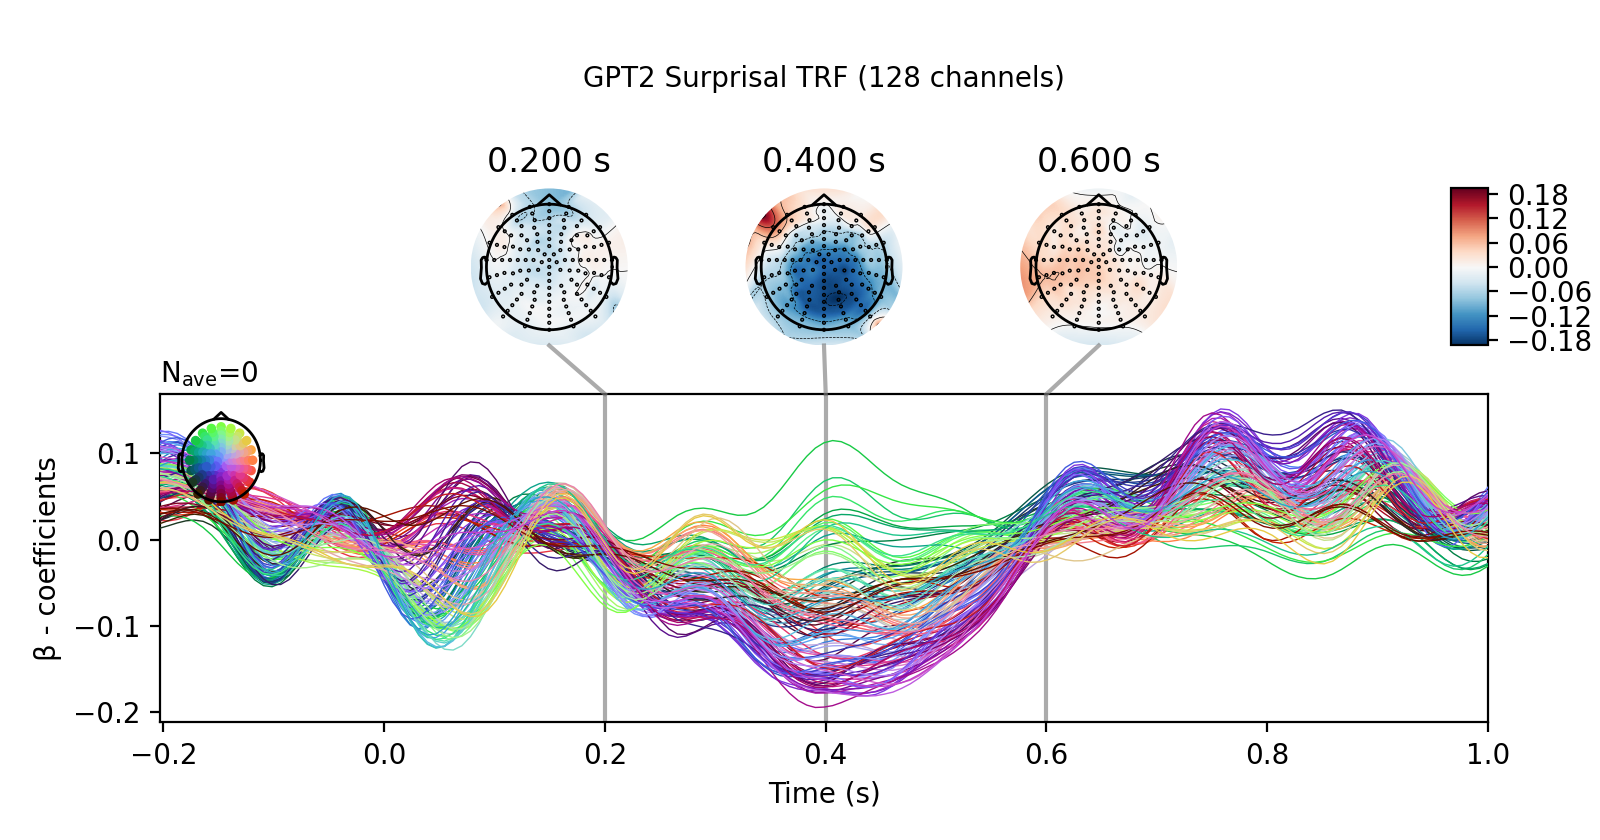 GPT2 Surprisal TRF (128 channels)
0.200 s
0.400 s
0.600 s
0.18
0.12
0.06
0.00
−0.06
−0.12
−0.18
Nave=0
β - coefficients
0.1
0.0
−0.1
−0.2
−0.2
0.0
0.2
0.4
0.6
0.8
1.0
Time (s)